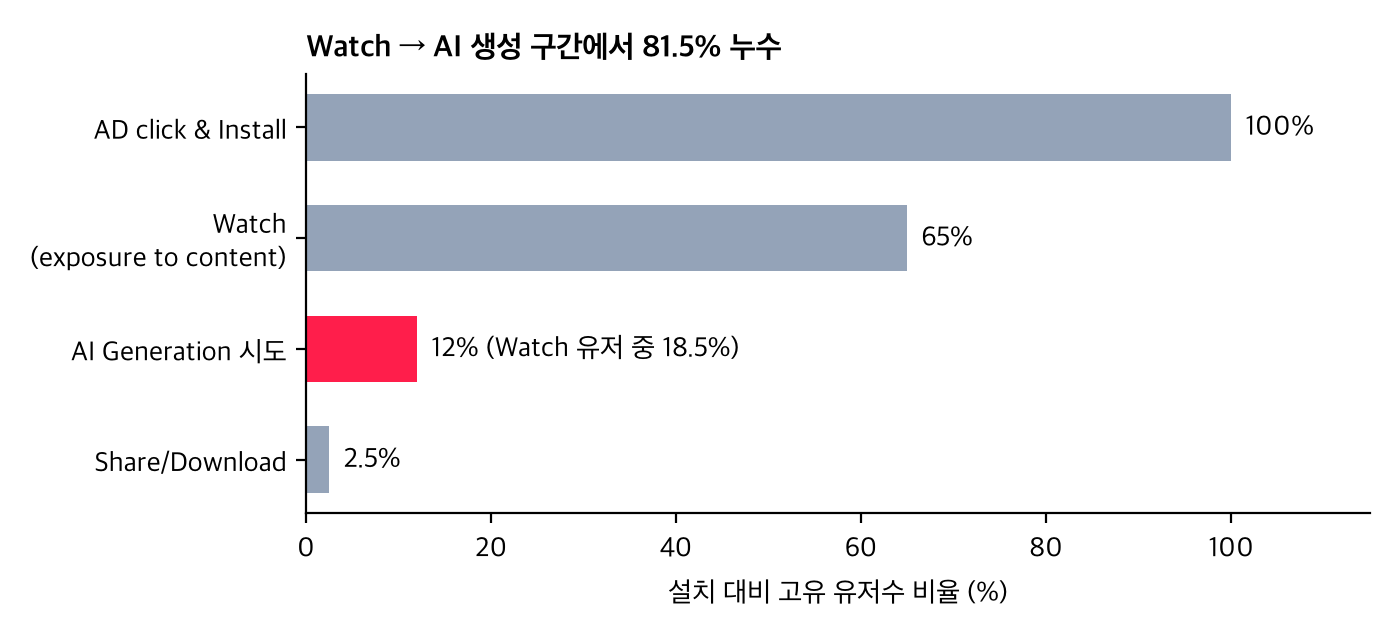 Watch → AI 생성 구간에서 81.5% 누수
AD click & Install
100%
Watch
(exposure to content)
65%
AI Generation 시도
12% (Watch 유저 중 18.5%)
Share/Download
2.5%
0 20 40 60 80 100
설치 대비 고유 유저수 비율 (%)